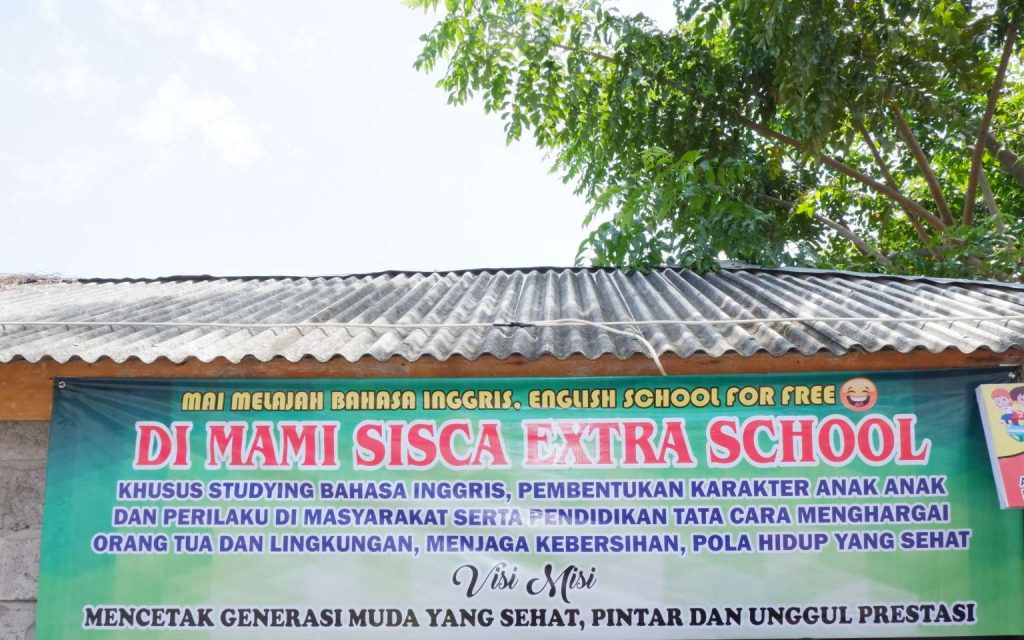 MAI MELAJAH BAHASA INGGRIS, ENGLISH SCHOOL FOR FREE
DI MAMI SISCA EXTRA SCHOOL
KHUSUS STUDYING BAHASA INGGRIS, PEMBENTUKAN KARAKTER ANAK ANAK
DAN PERILAKU DI MASYARAKAT SERTA PENDIDIKAN TATA CARA MENGHARGAI
ORANG TUA DAN LINGKUNGAN, MENJAGA KEBERSIHAN, POLA HIDUP YANG SEHAT
Visi Misi
MENCETAK GENERASI MUDA YANG SEHAT, PINTAR DAN UNGGUL PRESTASI